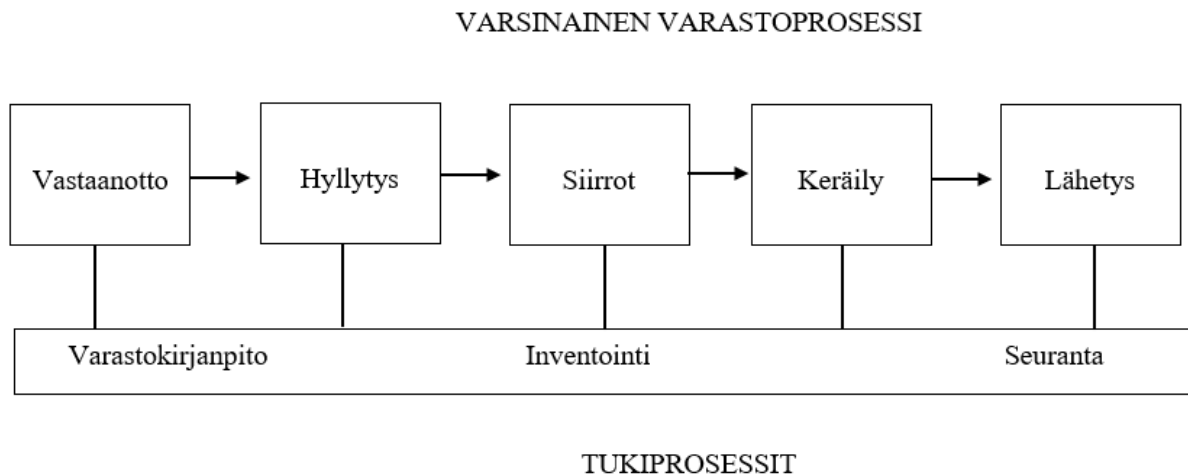 VARSINAINEN VARASTOPROSESSI
Vastaanotto
Hyllytys
Siirrot
Keräily
Lähetys
Varastokirjanpito
Inventointi
Seuranta
TUKIPROSESSIT